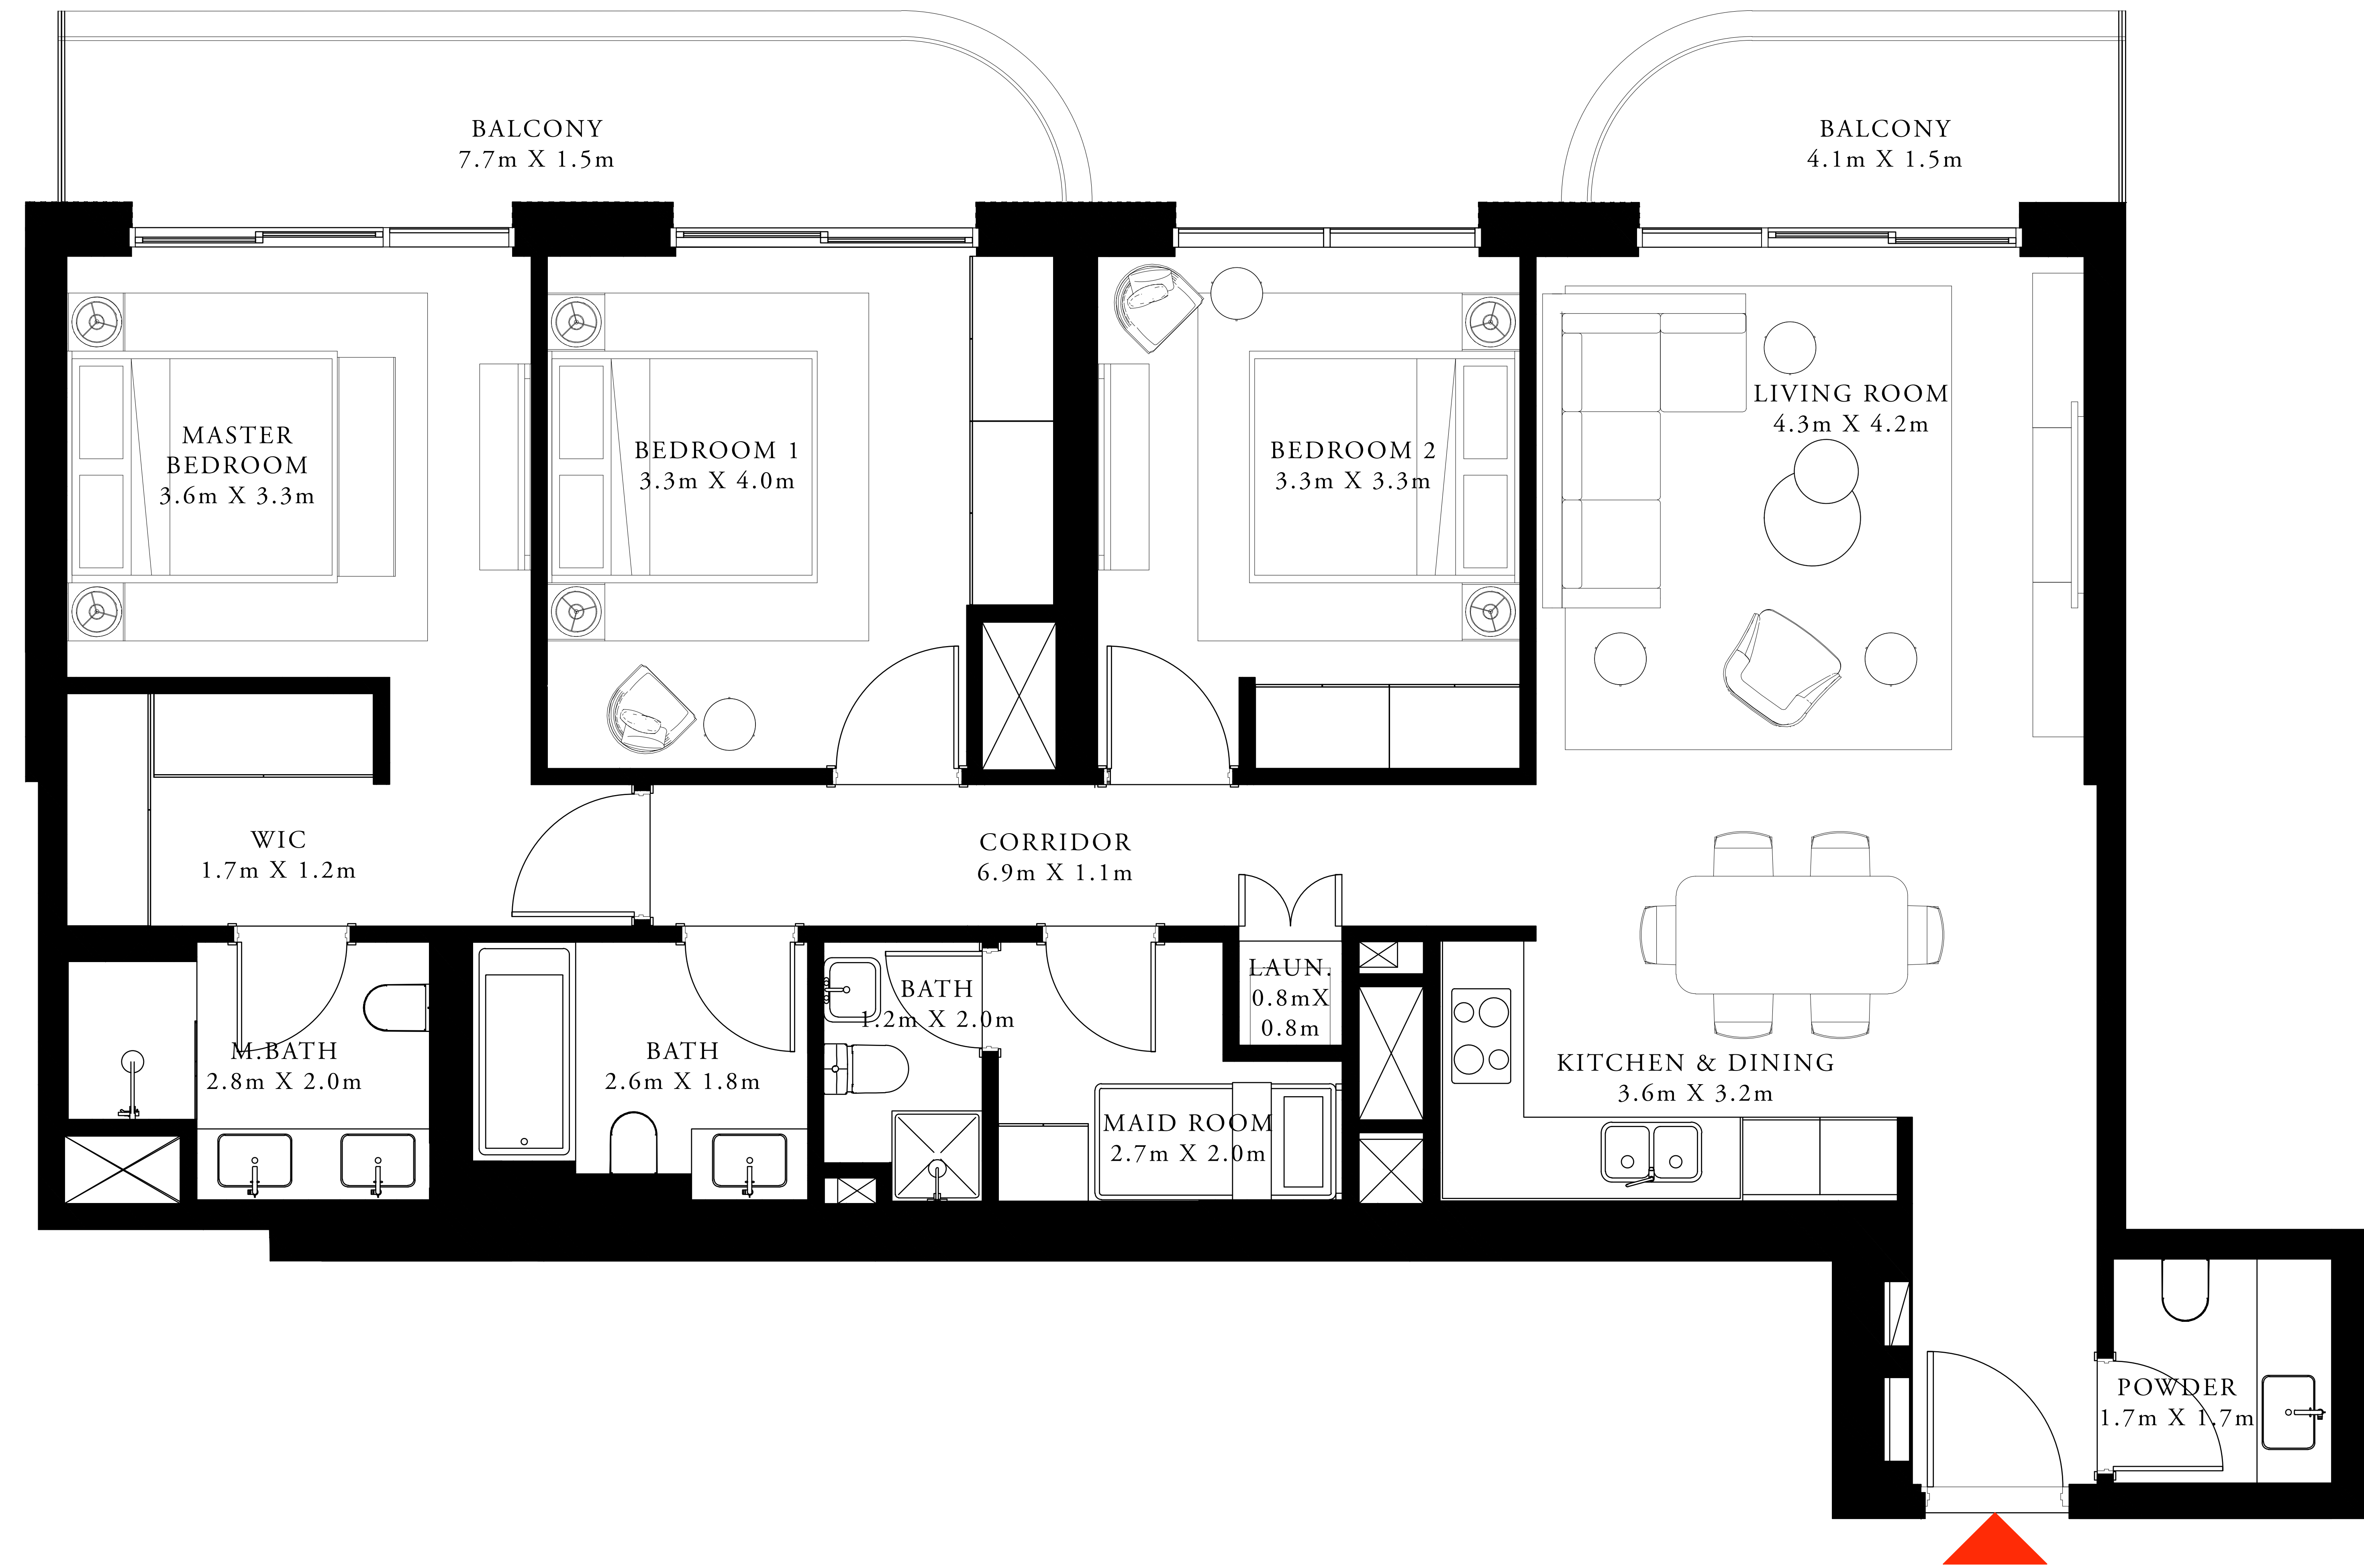 BALCONY
7.7m X 1.5m
BALCONY
4.1m X 1.5m
MASTER
BEDROOM
3.6m X 3.3m
BEDROOM 1
3.3m X 4.0m
BEDROOM 2
3.3m X 3.3m
LIVING ROOM
4.3m X 4.2m
WIC
1.7m X 1.2m
CORRIDOR
6.9m X 1.1m
M.BATH
2.8m X 2.0m
BATH
2.6m X 1.8m
BATH
1.2m X 2.0m
LAUN.
0.8mX
0.8m
MAID ROOM
2.7m X 2.0m
KITCHEN & DINING
3.6m X 3.2m
POWDER
1.7m X 1.7m